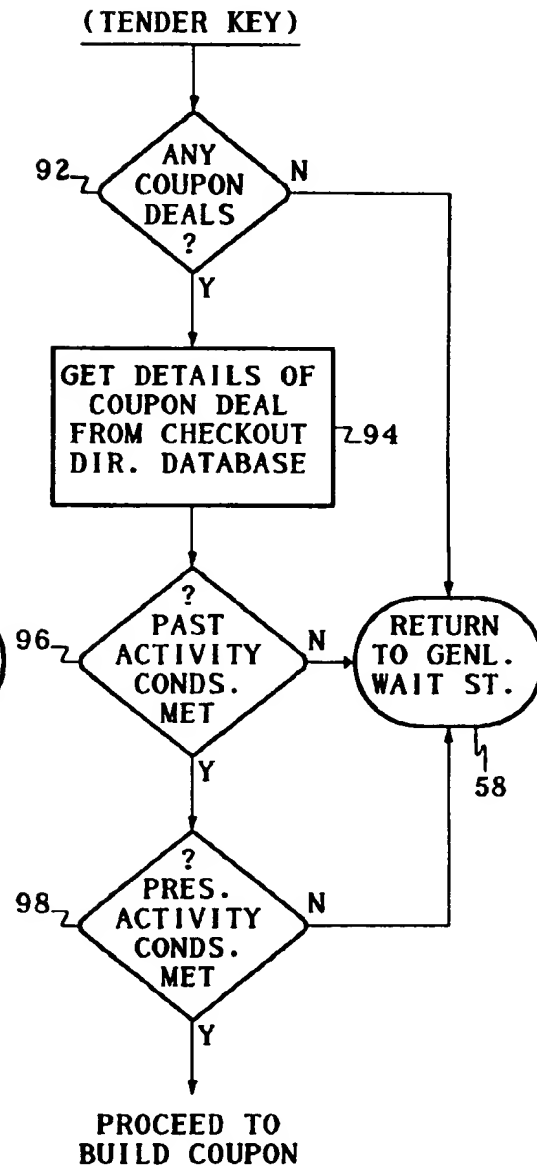 (TENDER KEY)
92
ANY
COUPON
DEALS
?
N
Y
GET DETAILS OF
COUPON DEAL
FROM CHECKOUT
DIR. DATABASE
94
?
PAST
ACTIVITY
CONDS.
MET
96
N
Y
RETURN
TO GENL.
WAIT ST.
58
?
PRES.
ACTIVITY
CONDS.
MET
98
N
Y
PROCEED TO
BUILD COUPON